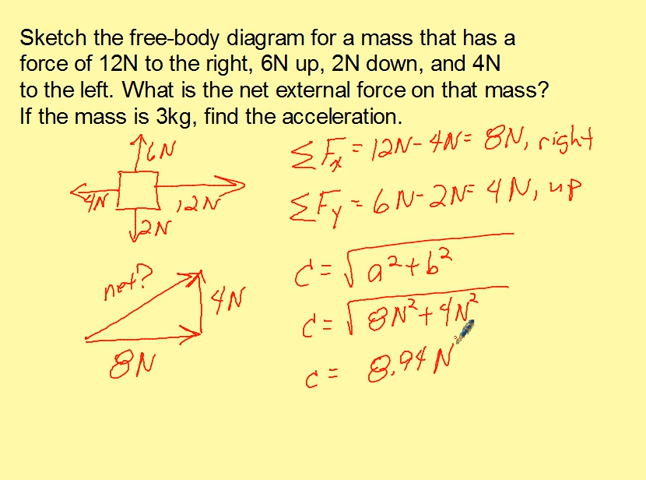 Sketch the free-body diagram for a mass that has a
force of 12N to the right, 6N up, 2N down, and 4N
to the left. What is the net external force on that mass?
If the mass is 3kg, find the acceleration.
6N
4N
12N
2N
ΣFx = 12N - 4N = 8N, right
ΣFy = 6N - 2N = 4N, up
net?
4N
8N
c = √a²+b²
c = √8N²+4N²
c = 8.94 N